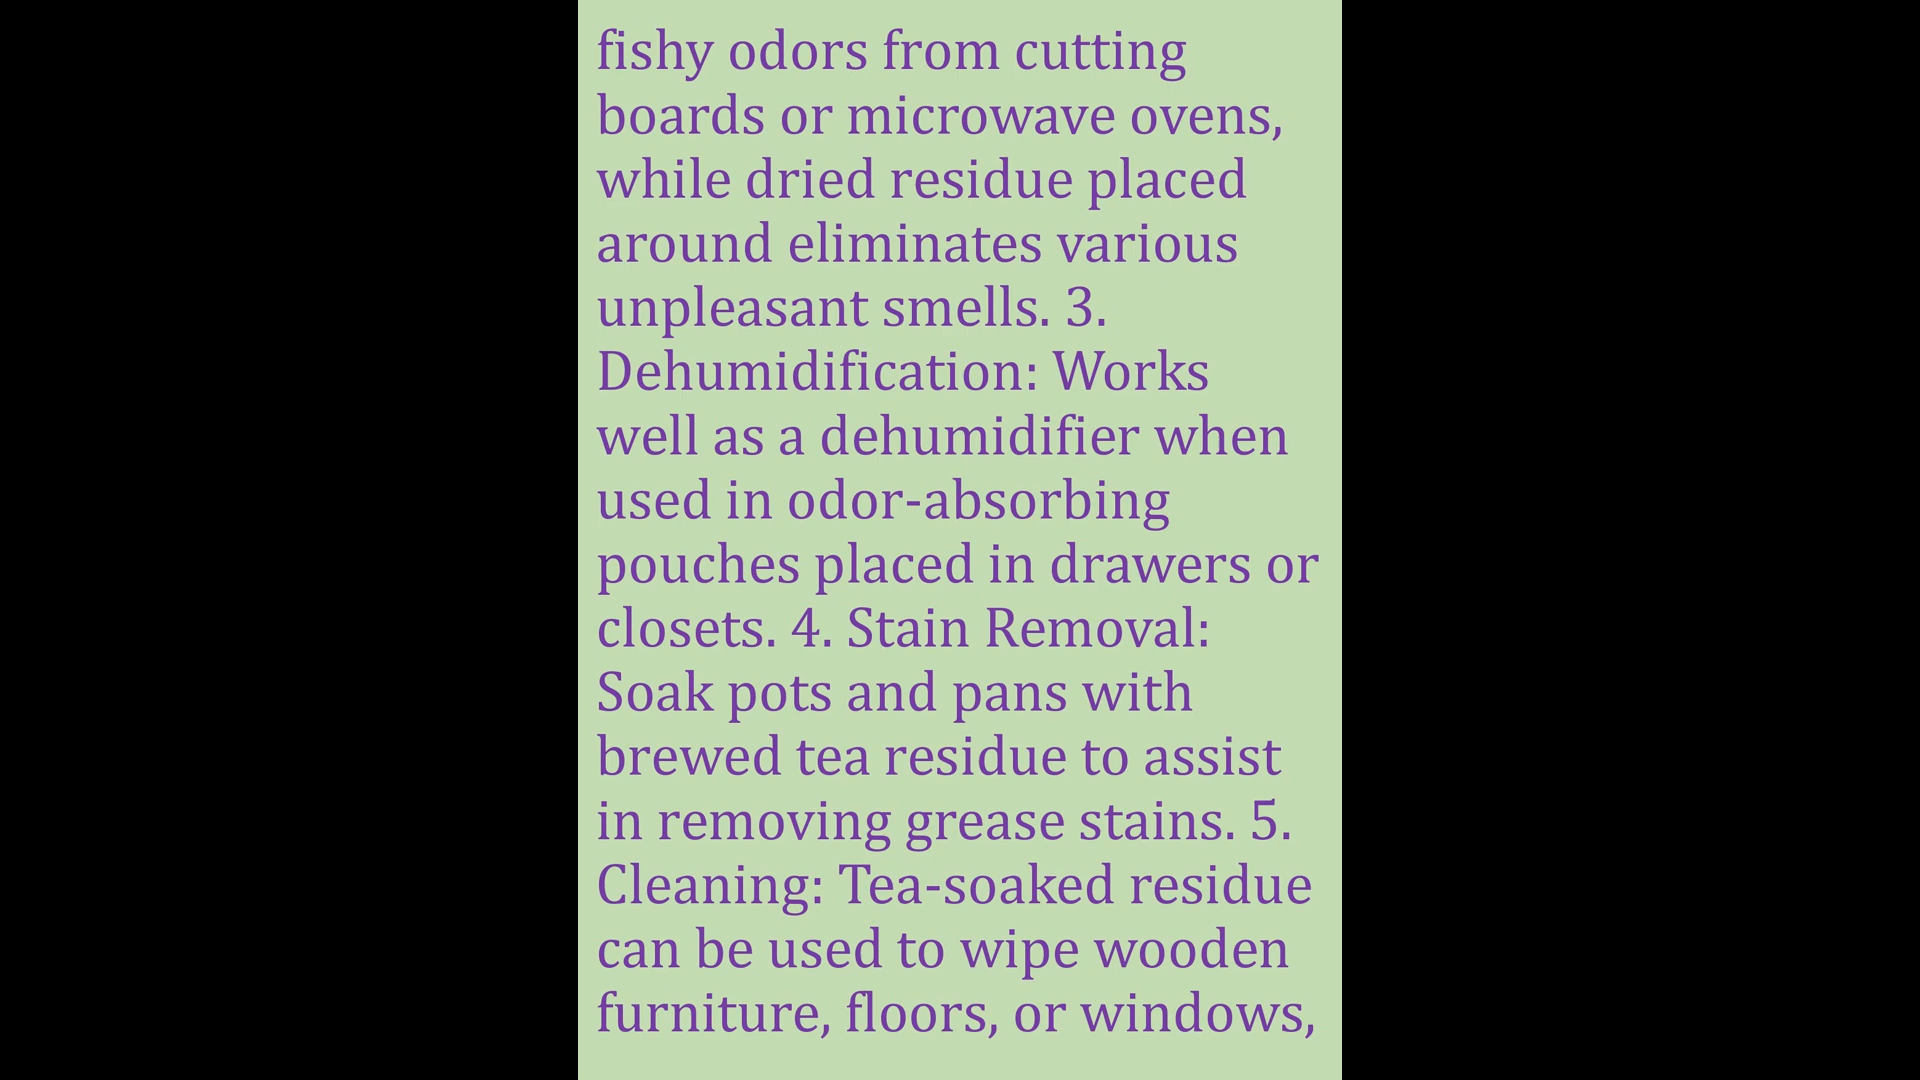 fishy odors from cutting
boards or microwave ovens,
while dried residue placed
around eliminates various
unpleasant smells. 3.
Dehumidification: Works
well as a dehumidifier when
used in odor-absorbing
pouches placed in drawers or
closets. 4. Stain Removal:
Soak pots and pans with
brewed tea residue to assist
in removing grease stains. 5.
Cleaning: Tea-soaked residue
can be used to wipe wooden
furniture, floors, or windows,